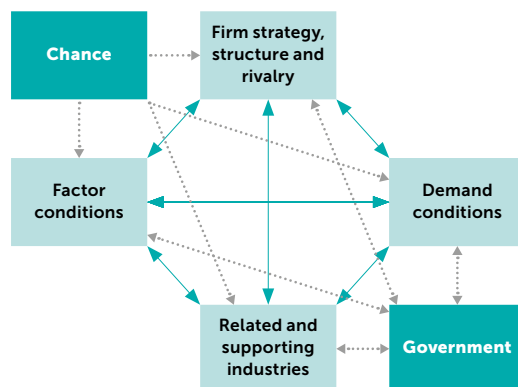 Chance
Firm strategy,
structure and
rivalry
Factor
conditions
Demand
conditions
Related and
supporting
industries
Government